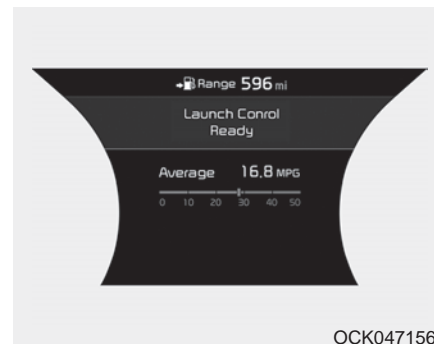 Range 596 mi
Launch Conrol
Ready
Average 16.8 MPG
0 10 20 30 40 50
OCK047156